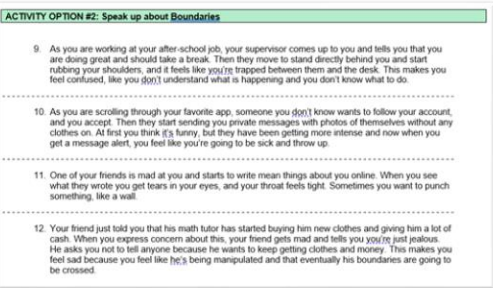 ACTIVITY OPTION #2: Speak up about Boundaries
9. As you are working at your after-school job, your supervisor comes up to you and tells you that you
are doing great and should take a break. Then they move to stand directly behind you and start
rubbing your shoulders, and it feels like you're trapped between them and the desk. This makes you
feel confused, like you don't understand what is happening and you don't know what to do.
10. As you are scrolling through your favorite app, someone you don't know wants to follow your account,
and you accept. Then they start sending you private messages with photos of themselves without any
clothes on. At first you think it's funny, but they have been getting more intense and now when you
get a message alert, you feel like you're going to be sick and throw up.
11. One of your friends is mad at you and starts to write mean things about you online. When you see
what they wrote you get tears in your eyes, and your throat feels tight. Sometimes you want to punch
something, like a wall.
12. Your friend just told you that his math tutor has started buying him new clothes and giving him a lot of
cash. When you express concern about this, your friend gets mad and tells you you're just jealous.
He asks you not to tell anyone because he wants to keep getting clothes and money. This makes you
feel sad because you feel like he's being manipulated and that eventually his boundaries are going to
be crossed.